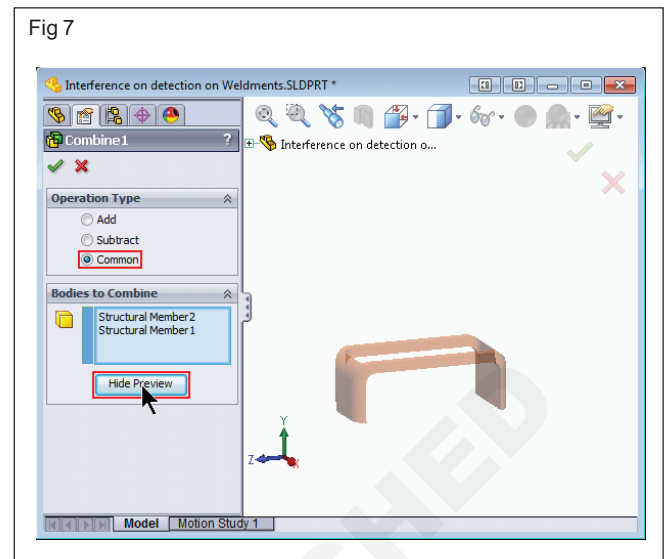 Fig 7
Interference on detection on Weldments.SLDPRT *
Combine1 ?
Interference on detection o...
Operation Type
Add
Subtract
Common
Bodies to Combine
Structural Member2
Structural Member1
Hide Preview
Y
Z
X
Model Motion Study 1
SHED